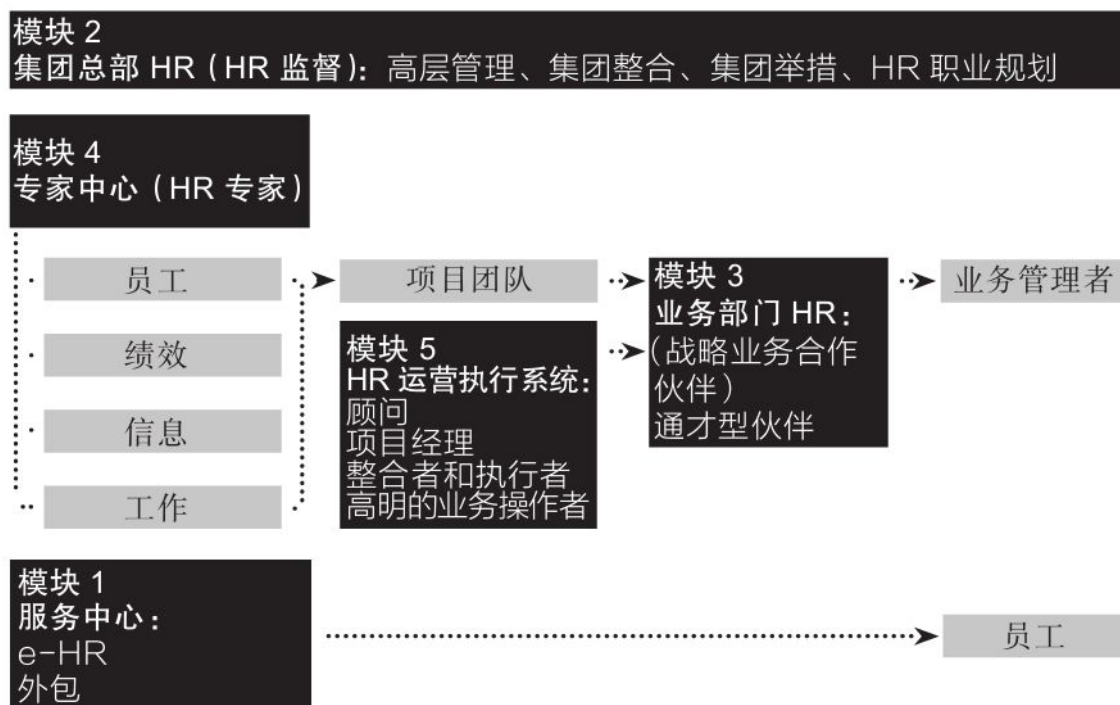 模块 2
集团总部 HR（HR 监督）：高层管理、集团整合、集团举措、HR 职业规划
模块 4
专家中心（HR 专家）
员工
绩效
信息
工作
项目团队
模块 5
HR 运营执行系统：
顾问
项目经理
整合者和执行者
高明的业务操作者
模块 3
业务部门 HR：
（战略业务合作
伙伴）
通才型伙伴
业务管理者
模块 1
服务中心：
e-HR
外包
员工